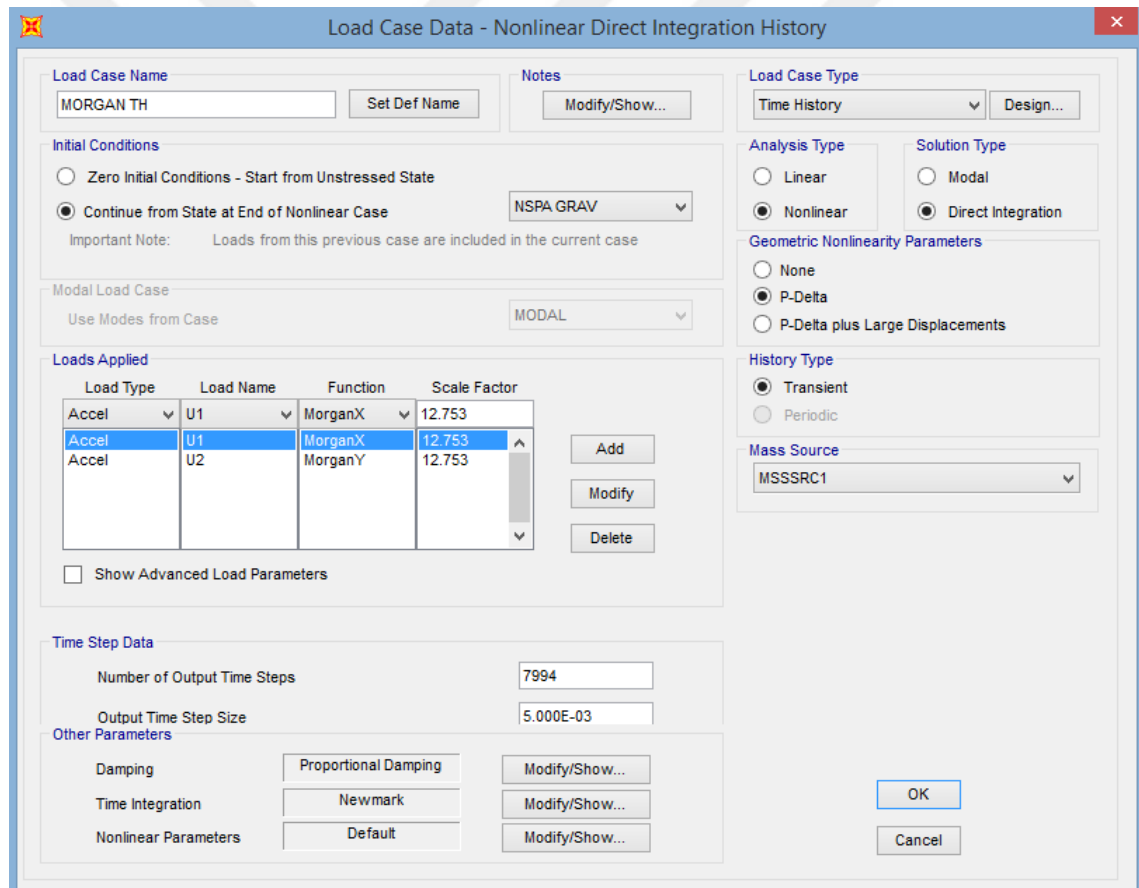 Load Case Data - Nonlinear Direct Integration History
Load Case Name
MORGAN TH
Set Def Name
Notes
Modify/Show...
Load Case Type
Time History
Design...
Initial Conditions
Zero Initial Conditions - Start from Unstressed State
Continue from State at End of Nonlinear Case
NSPA GRAV
Important Note: Loads from this previous case are included in the current case
Analysis Type
Linear
Nonlinear
Solution Type
Modal
Direct Integration
Geometric Nonlinearity Parameters
None
P-Delta
P-Delta plus Large Displacements
Modal Load Case
Use Modes from Case
MODAL
Loads Applied
Load Type Load Name Function Scale Factor
Accel U1 MorganX 12.753
Accel U1 MorganX 12.753
Accel U2 MorganY 12.753
Add
Modify
Delete
Show Advanced Load Parameters
History Type
Transient
Periodic
Mass Source
MSSSRC1
Time Step Data
Number of Output Time Steps 7994
Output Time Step Size 5.000E-03
Other Parameters
Damping Proportional Damping Modify/Show...
Time Integration Newmark Modify/Show...
Nonlinear Parameters Default Modify/Show...
OK
Cancel